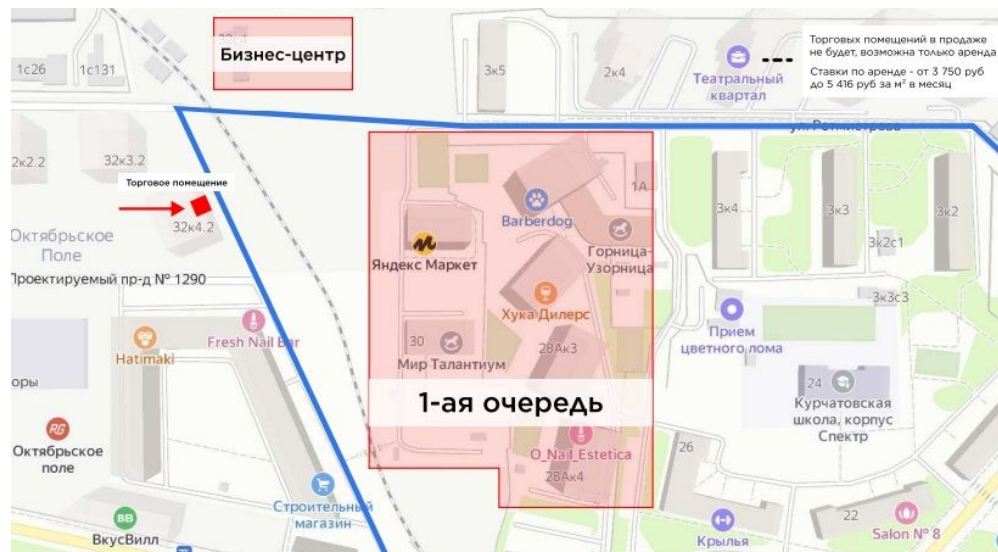 Торговых помещений в продаже
не будет, возможна только аренда
Ставки по аренде - от 3 750 руб
до 5 416 руб за м² в месяц
Бизнес-центр
1с26
1с131
3к5
2к4
Театральный
квартал
32к3.2
Торговое помещение
32к4.2
Октябрьское
Поле
Проектируемый пр-д № 1290
1А
Barberdog
Горница-
Узорница
Яндекс Маркет
Хука Дилерс
30
28Ак3
Мир Талантиум
3к4
3к3
3к2
3к2с1
3к3с3
Прием
цветного лома
Hatimaki
Fresh Nail Bar
1-ая очередь
24
Курчатовская
школа, корпус
Спектр
RG
Октябрьское
поле
O_Nail_Estetica
28Ак4
26
Строительный
магазин
ВВ
ВкусВилл
Крылья
22
Salon № 8